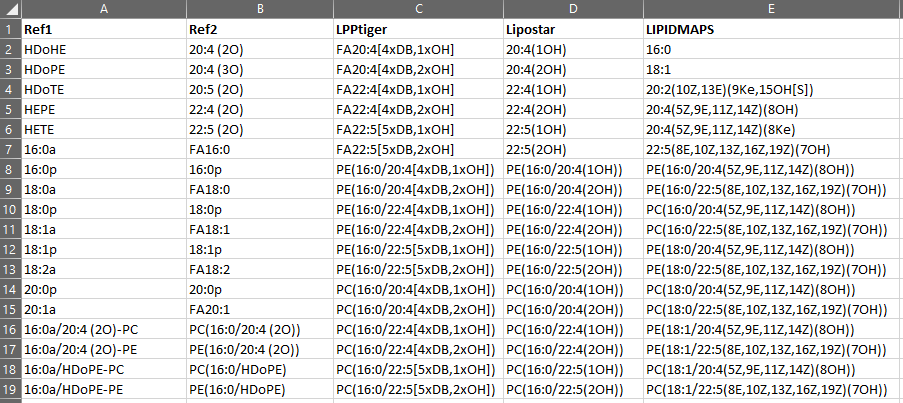 A B C D E
1 Ref1 Ref2 LPPtiger Lipostar LIPIDMAPS
2 HDoHE 20:4 (2O) FA20:4[4xDB,1xOH] 20:4(1OH) 16:0
3 HDoPE 20:4 (3O) FA20:4[4xDB,2xOH] 20:4(2OH) 18:1
4 HDoTE 20:5 (2O) FA22:4[4xDB,1xOH] 22:4(1OH) 20:2(10Z,13E)(9Ke,15OH[S])
5 HEPE 22:4 (2O) FA22:4[4xDB,2xOH] 22:4(2OH) 20:4(5Z,9E,11Z,14Z)(8OH)
6 HETE 22:5 (2O) FA22:5[5xDB,1xOH] 22:5(1OH) 20:4(5Z,9E,11Z,14Z)(8Ke)
7 16:0a FA16:0 FA22:5[5xDB,2xOH] 22:5(2OH) 22:5(8E,10Z,13Z,16Z,19Z)(7OH)
8 16:0p 16:0p PE(16:0/20:4[4xDB,1xOH]) PE(16:0/20:4(1OH)) PE(16:0/20:4(5Z,9E,11Z,14Z)(8OH))
9 18:0a FA18:0 PE(16:0/20:4[4xDB,2xOH]) PE(16:0/20:4(2OH)) PE(16:0/22:5(8E,10Z,13Z,16Z,19Z)(7OH))
10 18:0p 18:0p PE(16:0/22:4[4xDB,1xOH]) PE(16:0/22:4(1OH)) PC(16:0/20:4(5Z,9E,11Z,14Z)(8OH))
11 18:1a FA18:1 PE(16:0/22:4[4xDB,2xOH]) PE(16:0/22:4(2OH)) PC(16:0/22:5(8E,10Z,13Z,16Z,19Z)(7OH))
12 18:1p 18:1p PE(16:0/22:5[5xDB,1xOH]) PE(16:0/22:5(1OH)) PE(18:0/20:4(5Z,9E,11Z,14Z)(8OH))
13 18:2a FA18:2 PE(16:0/22:5[5xDB,2xOH]) PE(16:0/22:5(2OH)) PE(18:0/22:5(8E,10Z,13Z,16Z,19Z)(7OH))
14 20:0p 20:0p PC(16:0/20:4[4xDB,1xOH]) PC(16:0/20:4(1OH)) PC(18:0/20:4(5Z,9E,11Z,14Z)(8OH))
15 20:1a FA20:1 PC(16:0/20:4[4xDB,2xOH]) PC(16:0/20:4(2OH)) PC(18:0/22:5(8E,10Z,13Z,16Z,19Z)(7OH))
16 16:0a/20:4 (2O)-PC PC(16:0/20:4 (2O)) PC(16:0/22:4[4xDB,1xOH]) PC(16:0/22:4(1OH)) PE(18:1/20:4(5Z,9E,11Z,14Z)(8OH))
17 16:0a/20:4 (2O)-PE PE(16:0/20:4 (2O)) PC(16:0/22:4[4xDB,2xOH]) PC(16:0/22:4(2OH)) PE(18:1/22:5(8E,10Z,13Z,16Z,19Z)(7OH))
18 16:0a/HDoPE-PC PC(16:0/HDoPE) PC(16:0/22:5[5xDB,1xOH]) PC(16:0/22:5(1OH)) PC(18:1/20:4(5Z,9E,11Z,14Z)(8OH))
19 16:0a/HDoPE-PE PE(16:0/HDoPE) PC(16:0/22:5[5xDB,2xOH]) PC(16:0/22:5(2OH)) PC(18:1/22:5(8E,10Z,13Z,16Z,19Z)(7OH))